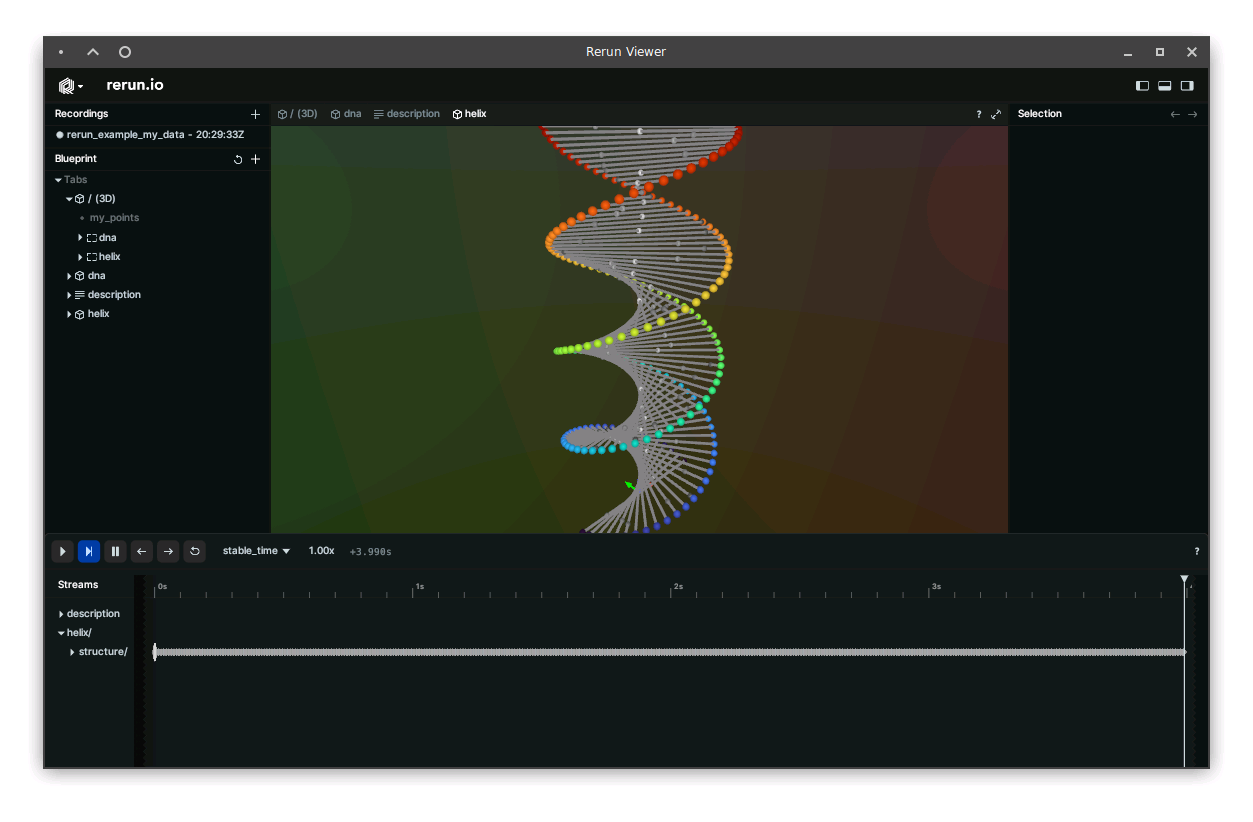 Rerun Viewer
rerun.io
Recordings +
rerun_example_my_data - 20:29:33Z
Blueprint +
Tabs
/ (3D)
my_points
dna
helix
dna
description
helix
/ (3D) dna description helix ?
Selection ← →
stable_time 1.00x +3.990s ?
Streams
0s 1s 2s 3s
description
helix/
structure/